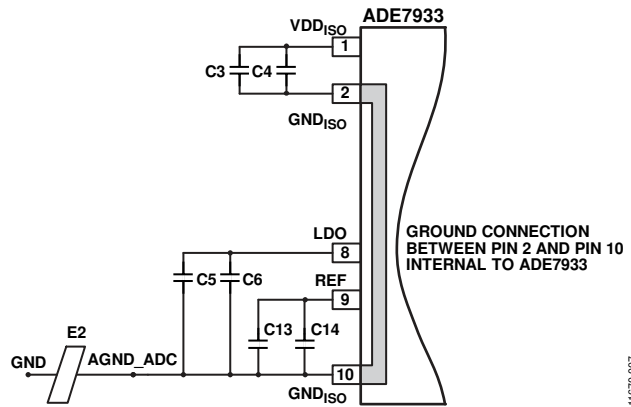 ADE7933
VDDISO
1
C3 C4
2
GNDISO
LDO
8
GROUND CONNECTION
BETWEEN PIN 2 AND PIN 10
INTERNAL TO ADE7933
C5 C6
REF
9
E2
C13 C14
GND
AGND_ADC
10
GNDISO